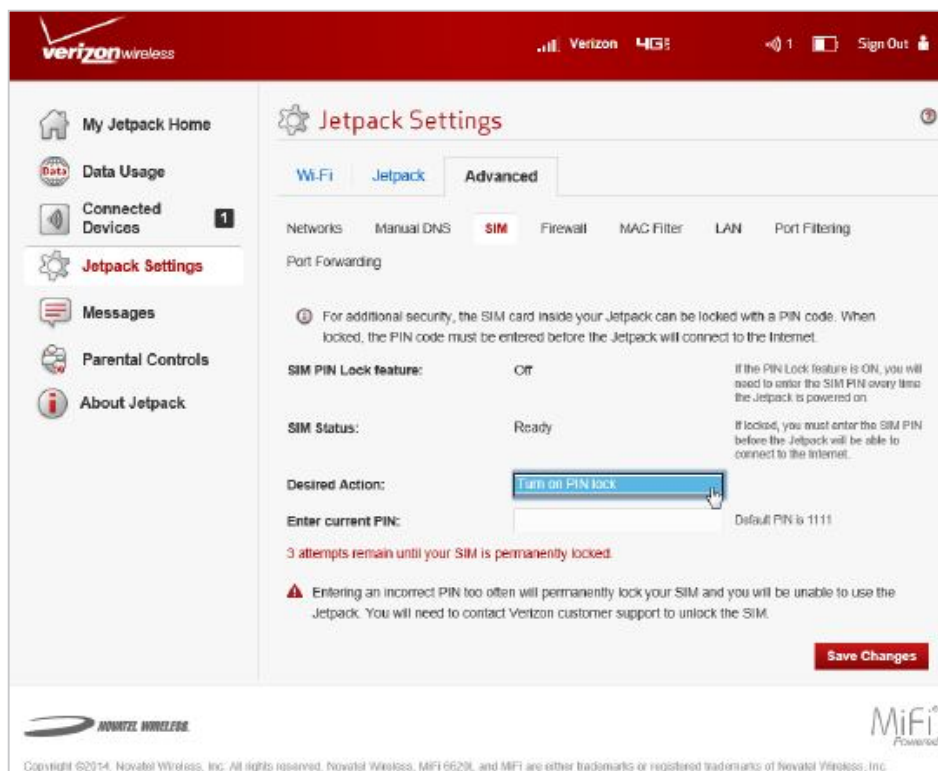 verizonwireless
Verizon 4G LTE 1 Sign Out
My Jetpack Home
Data Data Usage
Connected
Devices 1
Jetpack Settings
Messages
Parental Controls
About Jetpack
Jetpack Settings ?
Wi-Fi Jetpack Advanced
Networks Manual DNS SIM Firewall MAC Filter LAN Port Filtering
Port Forwarding
For additional security, the SIM card inside your Jetpack can be locked with a PIN code. When
locked, the PIN code must be entered before the Jetpack will connect to the Internet.
SIM PIN Lock feature: Off
If the PIN Lock feature is ON, you will
need to enter the SIM PIN every time
the Jetpack is powered on.
SIM Status: Ready
If locked, you must enter the SIM PIN
before the Jetpack will be able to
connect to the Internet.
Desired Action: Turn on PIN lock
Enter current PIN: Default PIN is 1111
3 attempts remain until your SIM is permanently locked.
Entering an incorrect PIN too often will permanently lock your SIM and you will be unable to use the
Jetpack. You will need to contact Verizon customer support to unlock the SIM.
Save Changes
NOVATEL WIRELESS.
MiFi
Powered
Copyright ©2014, Novatel Wireless, Inc. All rights reserved. Novatel Wireless, MiFi 6620L and MiFi are either trademarks or registered trademarks of Novatel Wireless, Inc.